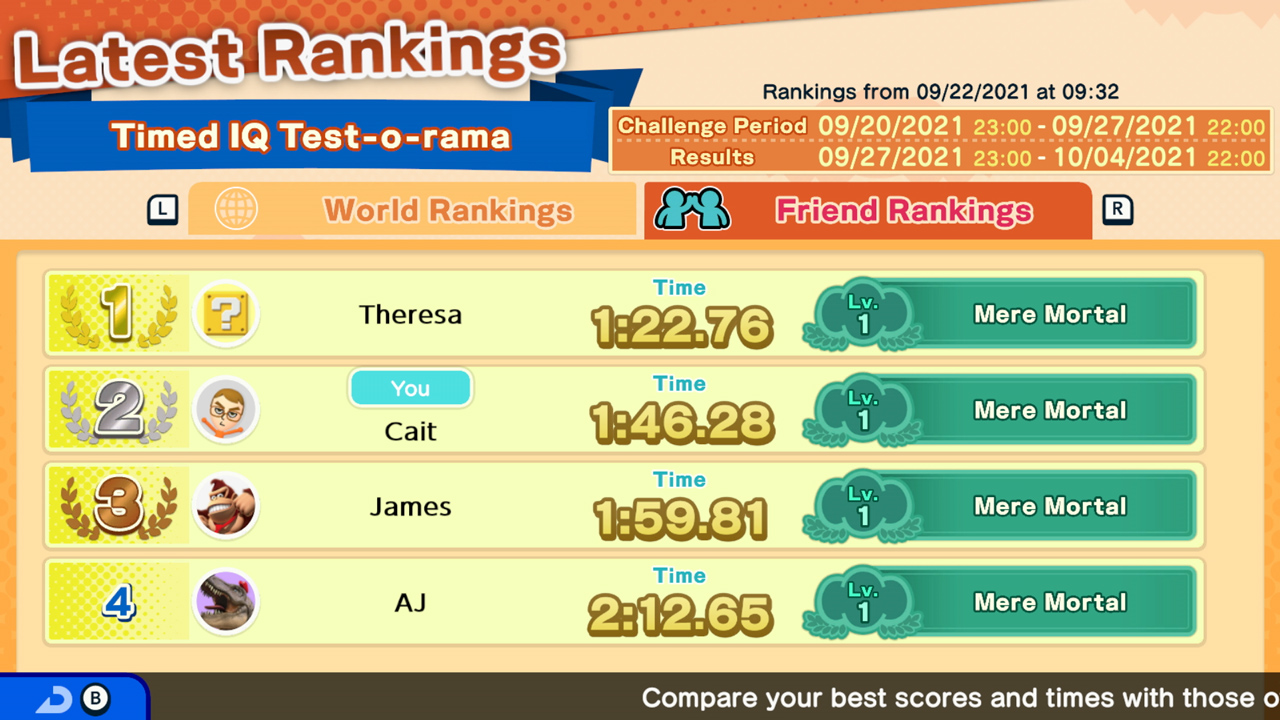 Latest Rankings
Timed IQ Test-o-rama
Rankings from 09/22/2021 at 09:32
Challenge Period 09/20/2021 23:00 - 09/27/2021 22:00
Results 09/27/2021 23:00 - 10/04/2021 22:00
L World Rankings Friend Rankings R
1 ? Theresa Time 1:22.76 Lv. 1 Mere Mortal
2 You Cait Time 1:46.28 Lv. 1 Mere Mortal
3 James Time 1:59.81 Lv. 1 Mere Mortal
4 AJ Time 2:12.65 Lv. 1 Mere Mortal
B Compare your best scores and times with those o